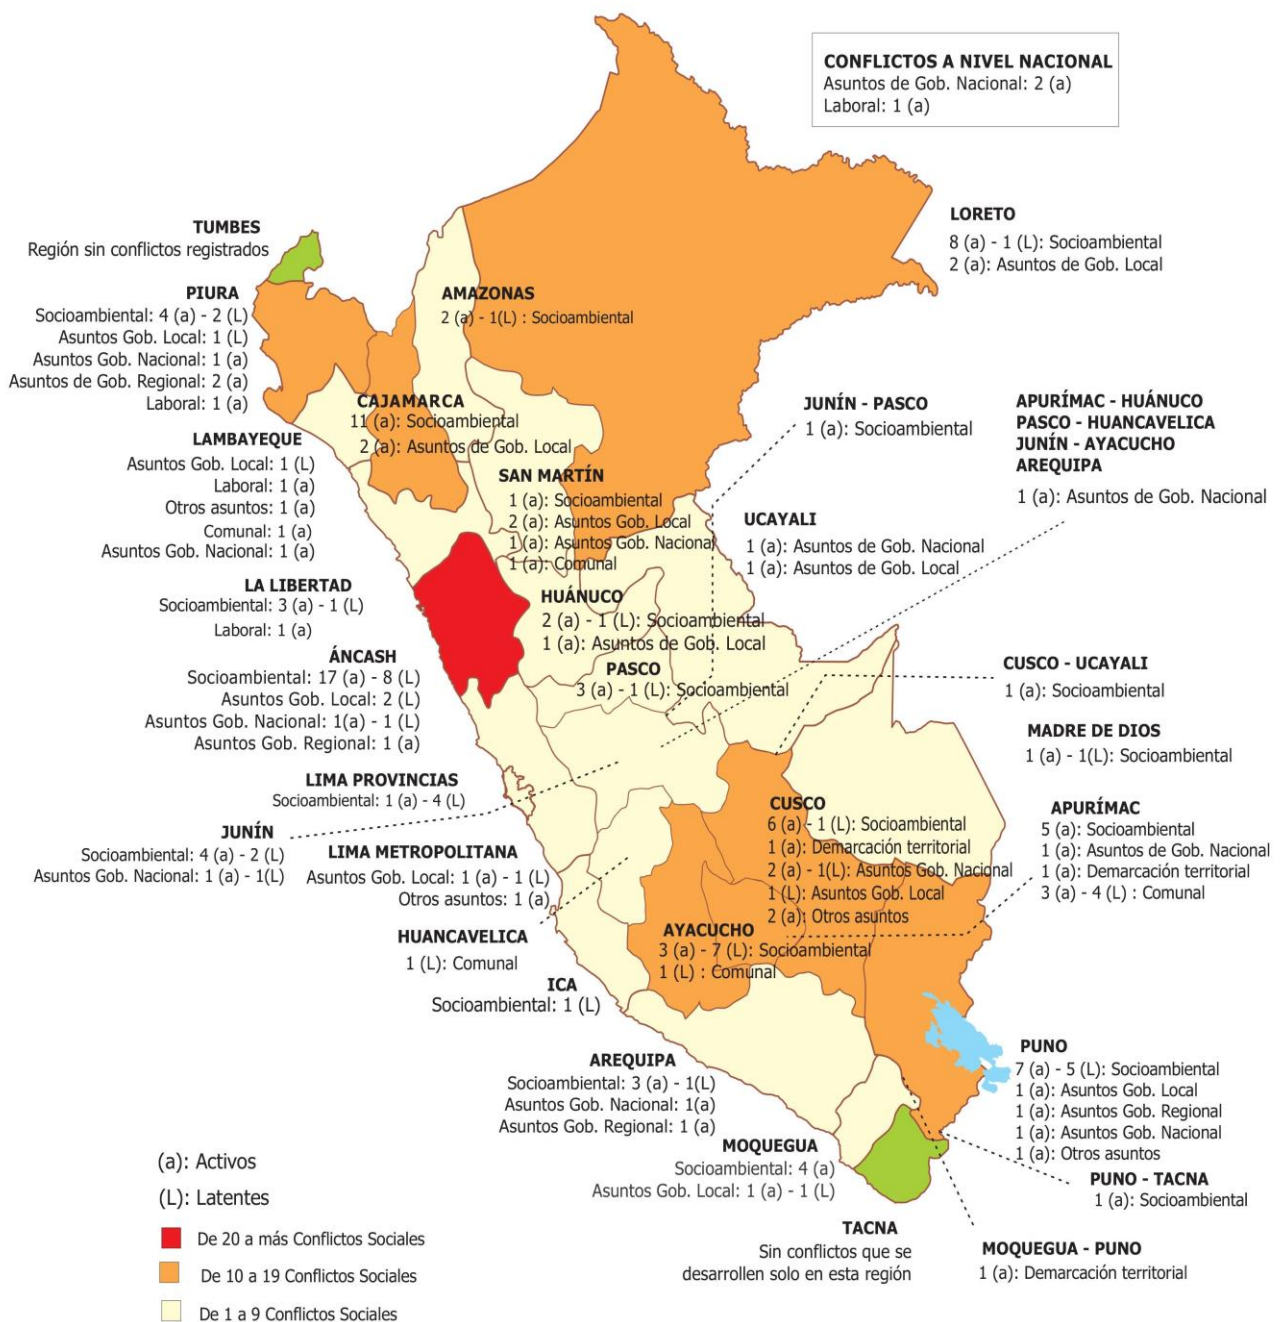 CONFLICTOS A NIVEL NACIONAL
Asuntos de Gob. Nacional: 2 (a)
Laboral: 1 (a)
TUMBES
Región sin conflictos registrados
PIURA
Socioambiental: 4 (a) - 2 (L)
Asuntos Gob. Local: 1 (L)
Asuntos Gob. Nacional: 1 (a)
Asuntos de Gob. Regional: 2 (a)
Laboral: 1 (a)
LORETO
8 (a) - 1 (L): Socioambiental
2 (a): Asuntos de Gob. Local
AMAZONAS
2 (a) - 1(L) : Socioambiental
CAJAMARCA
11 (a): Socioambiental
2 (a): Asuntos de Gob. Local
LAMBAYEQUE
Asuntos Gob. Local: 1 (L)
Laboral: 1 (a)
Otros asuntos: 1 (a)
Comunal: 1 (a)
Asuntos Gob. Nacional: 1 (a)
SAN MARTÍN
1 (a): Socioambiental
2 (a): Asuntos Gob. Local
1 (a): Asuntos Gob. Nacional
1 (a): Comunal
JUNÍN - PASCO
1 (a): Socioambiental
APURÍMAC - HUÁNUCO
PASCO - HUANCAVELICA
JUNÍN - AYACUCHO
AREQUIPA
1 (a): Asuntos de Gob. Nacional
UCAYALI
1 (a): Asuntos de Gob. Nacional
1 (a): Asuntos de Gob. Local
LA LIBERTAD
Socioambiental: 3 (a) - 1 (L)
Laboral: 1 (a)
HUÁNUCO
2 (a) - 1 (L): Socioambiental
1 (a): Asuntos de Gob. Local
ÁNCASH
Socioambiental: 17 (a) - 8 (L)
Asuntos Gob. Local: 2 (L)
Asuntos Gob. Nacional: 1(a) - 1 (L)
Asuntos Gob. Regional: 1 (a)
PASCO
3 (a) - 1 (L): Socioambiental
CUSCO - UCAYALI
1 (a): Socioambiental
MADRE DE DIOS
1 (a) - 1(L): Socioambiental
LIMA PROVINCIAS
Socioambiental: 1 (a) - 4 (L)
CUSCO
6 (a) - 1 (L): Socioambiental
1 (a): Demarcación territorial
2 (a) - 1(L): Asuntos Gob. Nacional
1 (L): Asuntos Gob. Local
2 (a): Otros asuntos
APURÍMAC
5 (a): Socioambiental
1 (a): Asuntos de Gob. Nacional
1 (a): Demarcación territorial
3 (a) - 4 (L) : Comunal
JUNÍN
Socioambiental: 4 (a) - 2 (L)
Asuntos Gob. Nacional: 1 (a) - 1(L)
LIMA METROPOLITANA
Asuntos Gob. Local: 1 (a) - 1 (L)
Otros asuntos: 1 (a)
HUANCAVELICA
1 (L): Comunal
AYACUCHO
3 (a) - 7 (L): Socioambiental
1 (L) : Comunal
ICA
Socioambiental: 1 (L)
AREQUIPA
Socioambiental: 3 (a) - 1(L)
Asuntos Gob. Nacional: 1(a)
Asuntos Gob. Regional: 1 (a)
PUNO
7 (a) - 5 (L): Socioambiental
1 (a): Asuntos Gob. Local
1 (a): Asuntos Gob. Regional
1 (a): Asuntos Gob. Nacional
1 (a): Otros asuntos
MOQUEGUA
Socioambiental: 4 (a)
Asuntos Gob. Local: 1 (a) - 1 (L)
PUNO - TACNA
1 (a): Socioambiental
TACNA
Sin conflictos que se
desarrollen solo en esta región
MOQUEGUA - PUNO
1 (a): Demarcación territorial
(a): Activos
(L): Latentes
De 20 a más Conflictos Sociales
De 10 a 19 Conflictos Sociales
De 1 a 9 Conflictos Sociales